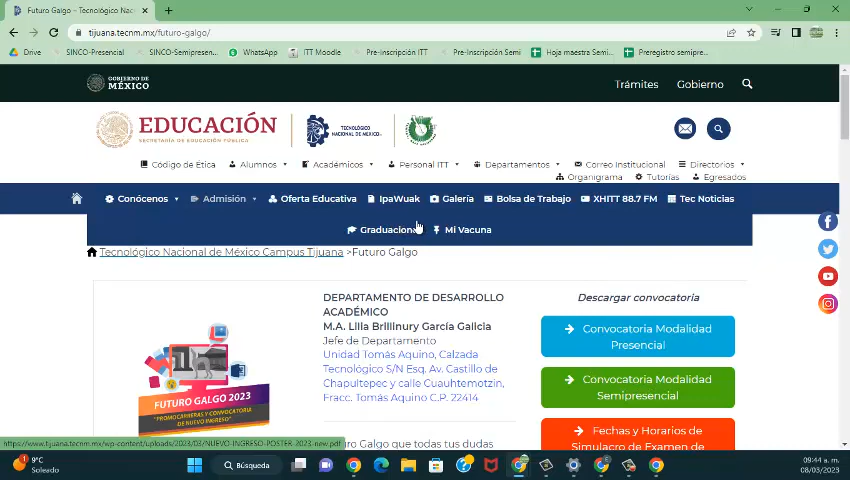 Futuro Galgo – Tecnológico Nacio
tijuana.tecnm.mx/futuro-galgo/
Drive SINCO-Presencial SINCO-Semipresen... WhatsApp ITT Moodle Pre-Inscripción ITT Pre-Inscripción Semi Hoja maestra Semi... Preregistro semipre...
GOBIERNO DE
MÉXICO
Trámites Gobierno
EDUCACIÓN
SECRETARÍA DE EDUCACIÓN PÚBLICA
TECNOLÓGICO
NACIONAL DE MÉXICO
Código de Ética Alumnos Académicos Personal ITT Departamentos Correo Institucional Directorios
Organigrama Tutorías Egresados
Conócenos Admisión Oferta Educativa IpaWuak Galería Bolsa de Trabajo XHITT 88.7 FM Tec Noticias
Graduacion Mi Vacuna
Tecnológico Nacional de México Campus Tijuana >Futuro Galgo
FUTURO GALGO 2023
"PROMOCARRERAS Y CONVOCATORIA
DE NUEVO INGRESO"
DEPARTAMENTO DE DESARROLLO
ACADÉMICO
M.A. Lilia Brillinury García Galicia
Jefe de Departamento
Unidad Tomás Aquino, Calzada
Tecnológico S/N Esq. Av. Castillo de
Chapultepec y calle Cuauhtemotzin,
Fracc. Tomás Aquino C.P. 22414
Futuro Galgo que todas tus dudas
Descargar convocatoria
Convocatoria Modalidad
Presencial
Convocatoria Modalidad
Semipresencial
Fechas y Horarios de
Simulacro de Examen de
https://www.tijuana.tecnm.mx/wp-content/uploads/2023/03/NUEVO-INGRESO-POSTER-2023-new.pdf
9°C
Soleado
Búsqueda
09:44 a. m.
08/03/2023